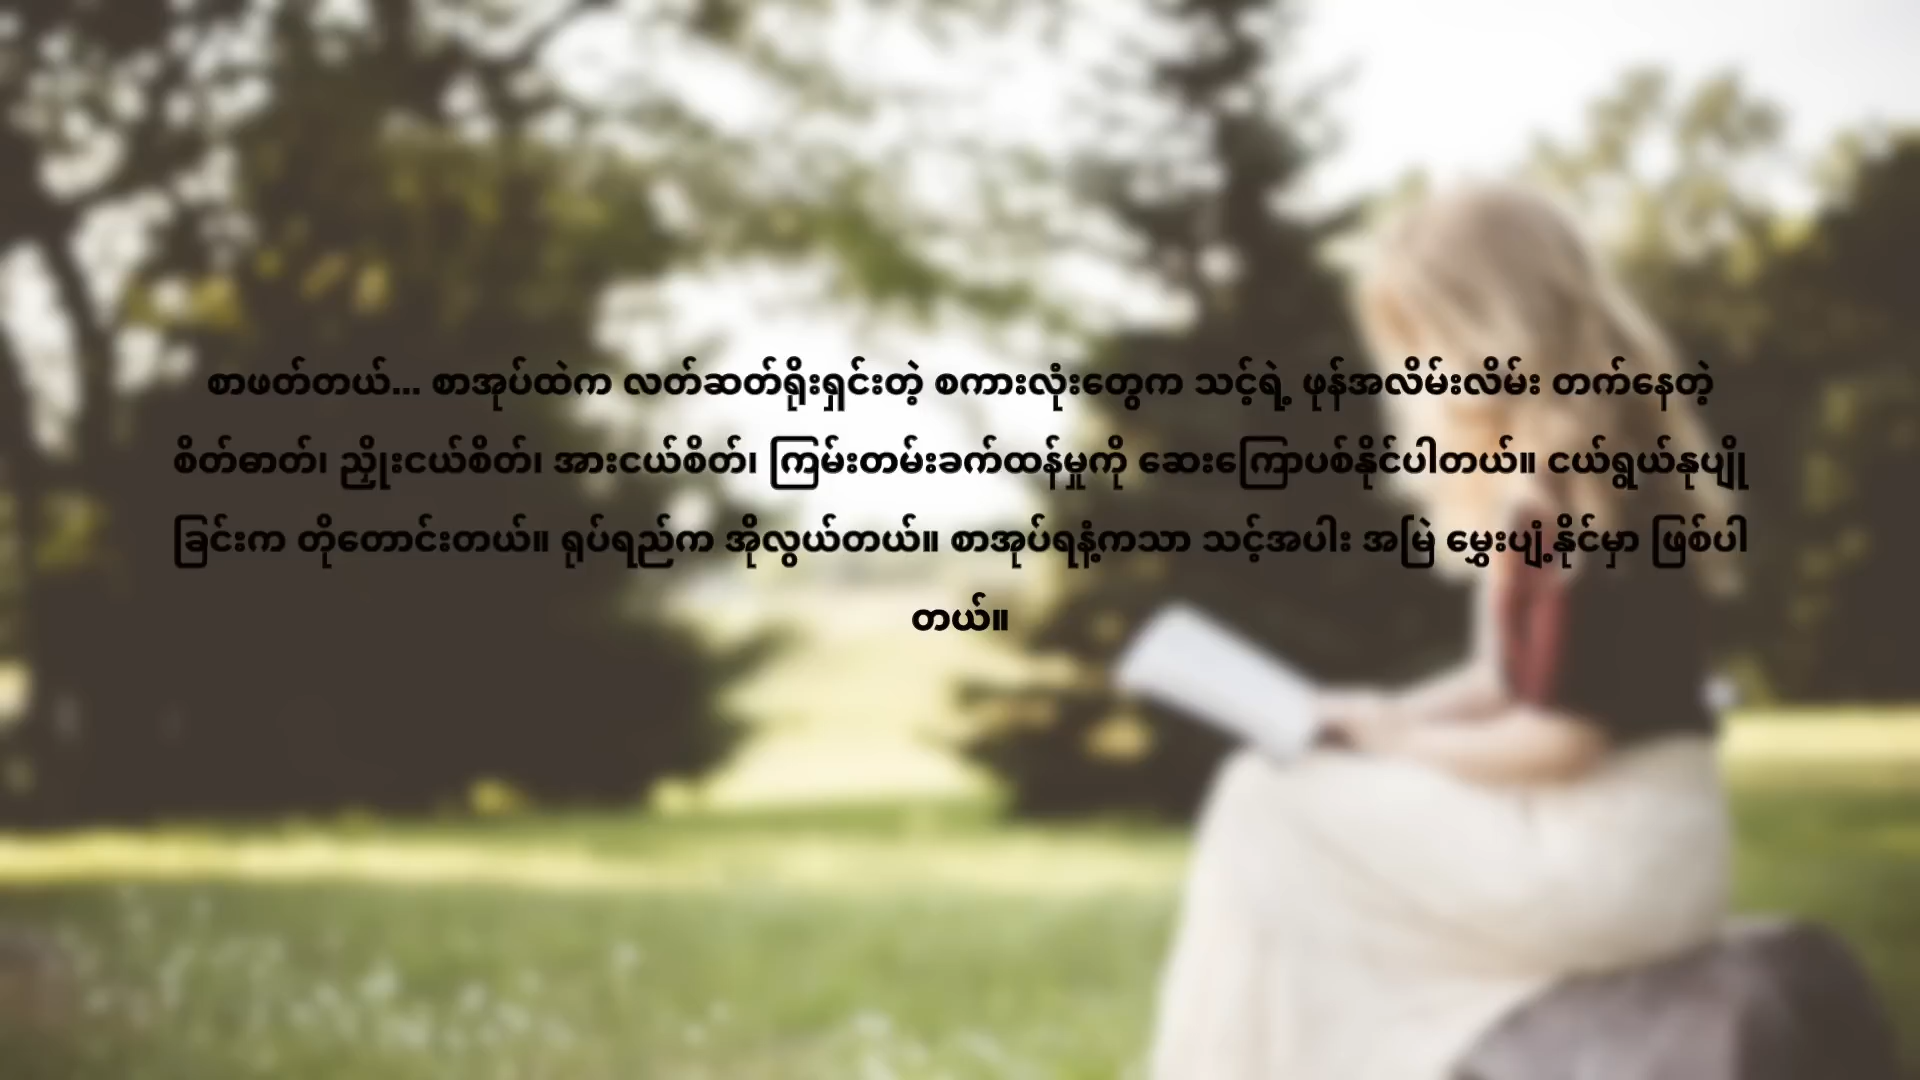 စာဖတ်တယ်... စာအုပ်ထဲက လတ်ဆတ်ရိုးရှင်းတဲ့ စကားလုံးတွေက သင့်ရဲ့ ဖုန်အလိမ်းလိမ်း တက်နေတဲ့
စိတ်ဓာတ်၊ ညှိုးငယ်စိတ်၊ အားငယ်စိတ်၊ ကြမ်းတမ်းခက်ထန်မှုကို ဆေးကြောပစ်နိုင်ပါတယ်။ ငယ်ရွယ်နုပျို
ခြင်းက တိုတောင်းတယ်။ ရုပ်ရည်က အိုလွယ်တယ်။ စာအုပ်ရနံ့ကသာ သင့်အပါး အမြဲ မွှေးပျံ့နိုင်မှာ ဖြစ်ပါ
တယ်။